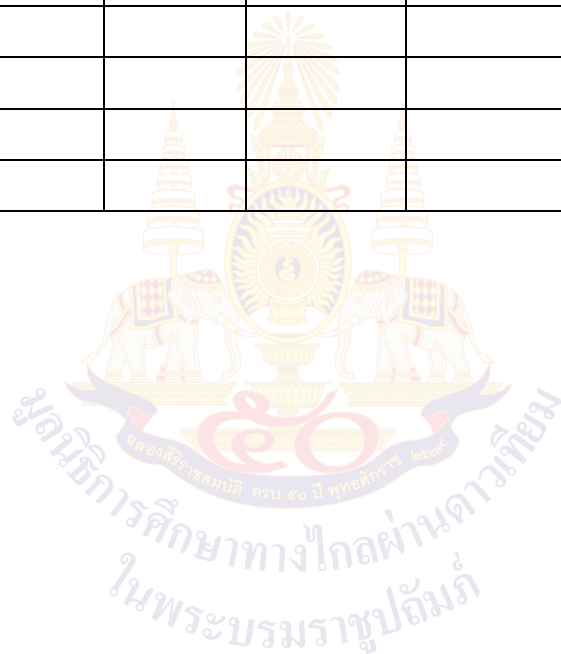 ๕๐
ฉลองสิริราชสมบัติ ครบ ๕๐ ปี พุทธศักราช ๒๕๓๙
มูลนิธิการศึกษาทางไกลผ่านดาวเทียม
ในพระบรมราชูปถัมภ์